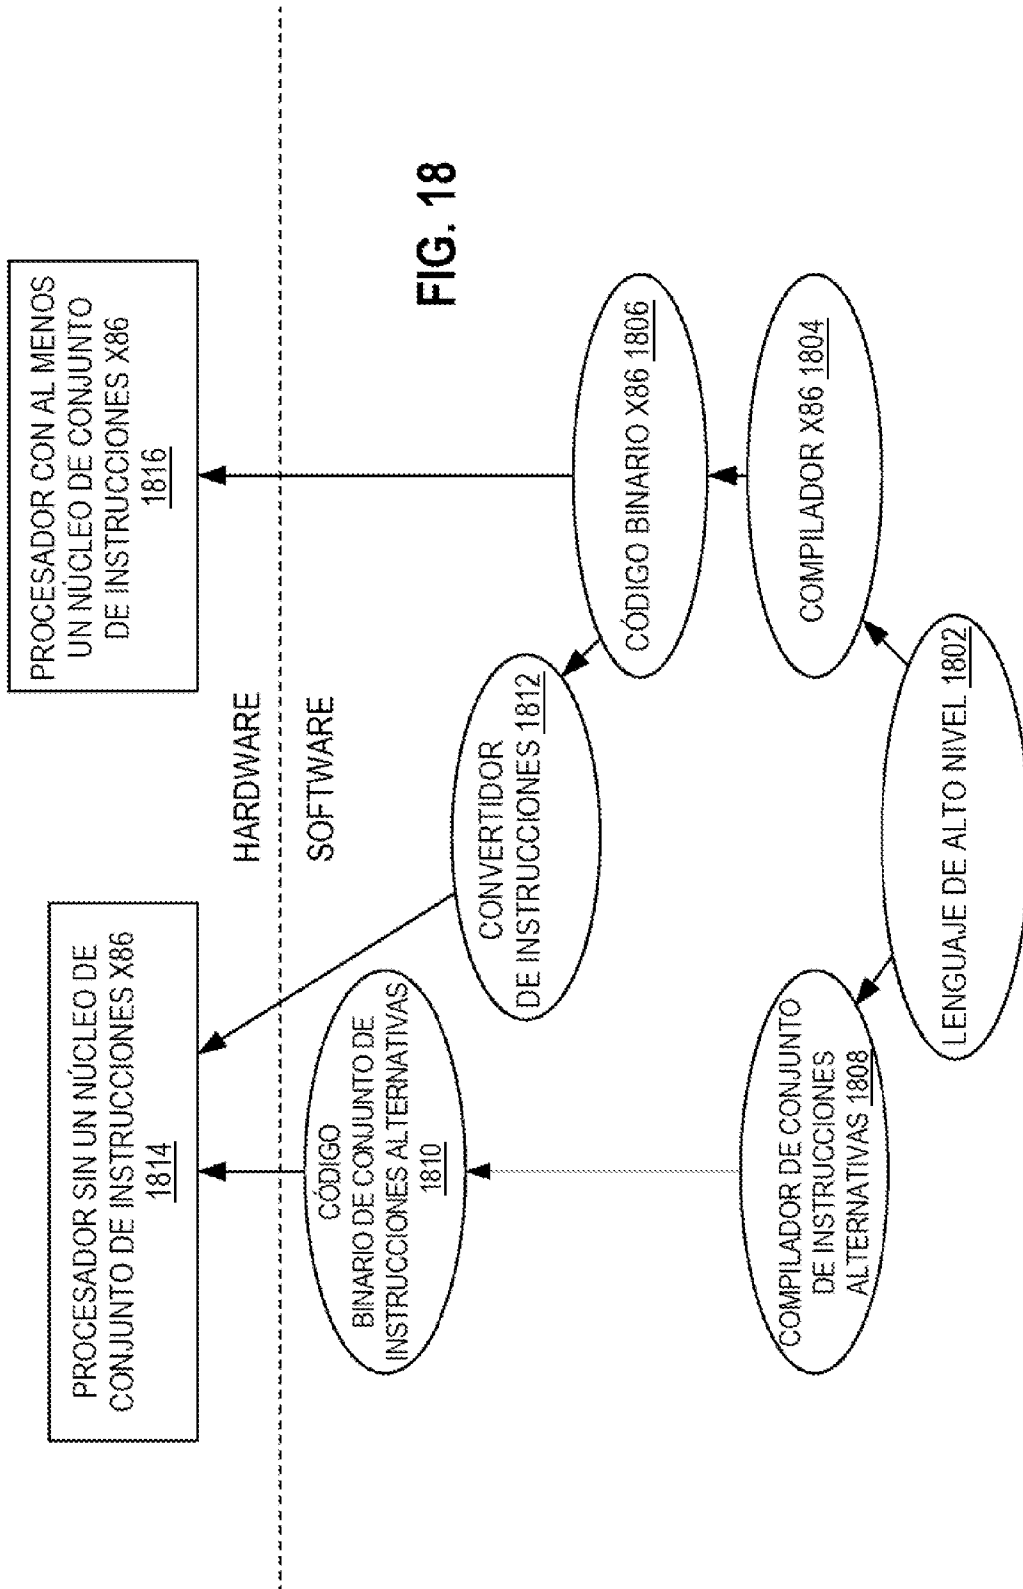 PROCESADOR SIN UN NÚCLEO DE
CONJUNTO DE INSTRUCCIONES X86
1814
PROCESADOR CON AL MENOS
UN NÚCLEO DE CONJUNTO
DE INSTRUCCIONES X86
1816
HARDWARE
SOFTWARE
CÓDIGO
BINARIO DE CONJUNTO DE
INSTRUCCIONES ALTERNATIVAS
1810
FIG. 18
CONVERTIDOR
DE INSTRUCCIONES 1812
CÓDIGO BINARIO X86 1806
COMPILADOR DE CONJUNTO
DE INSTRUCCIONES
ALTERNATIVAS 1808
COMPILADOR X86 1804
LENGUAJE DE ALTO NIVEL 1802